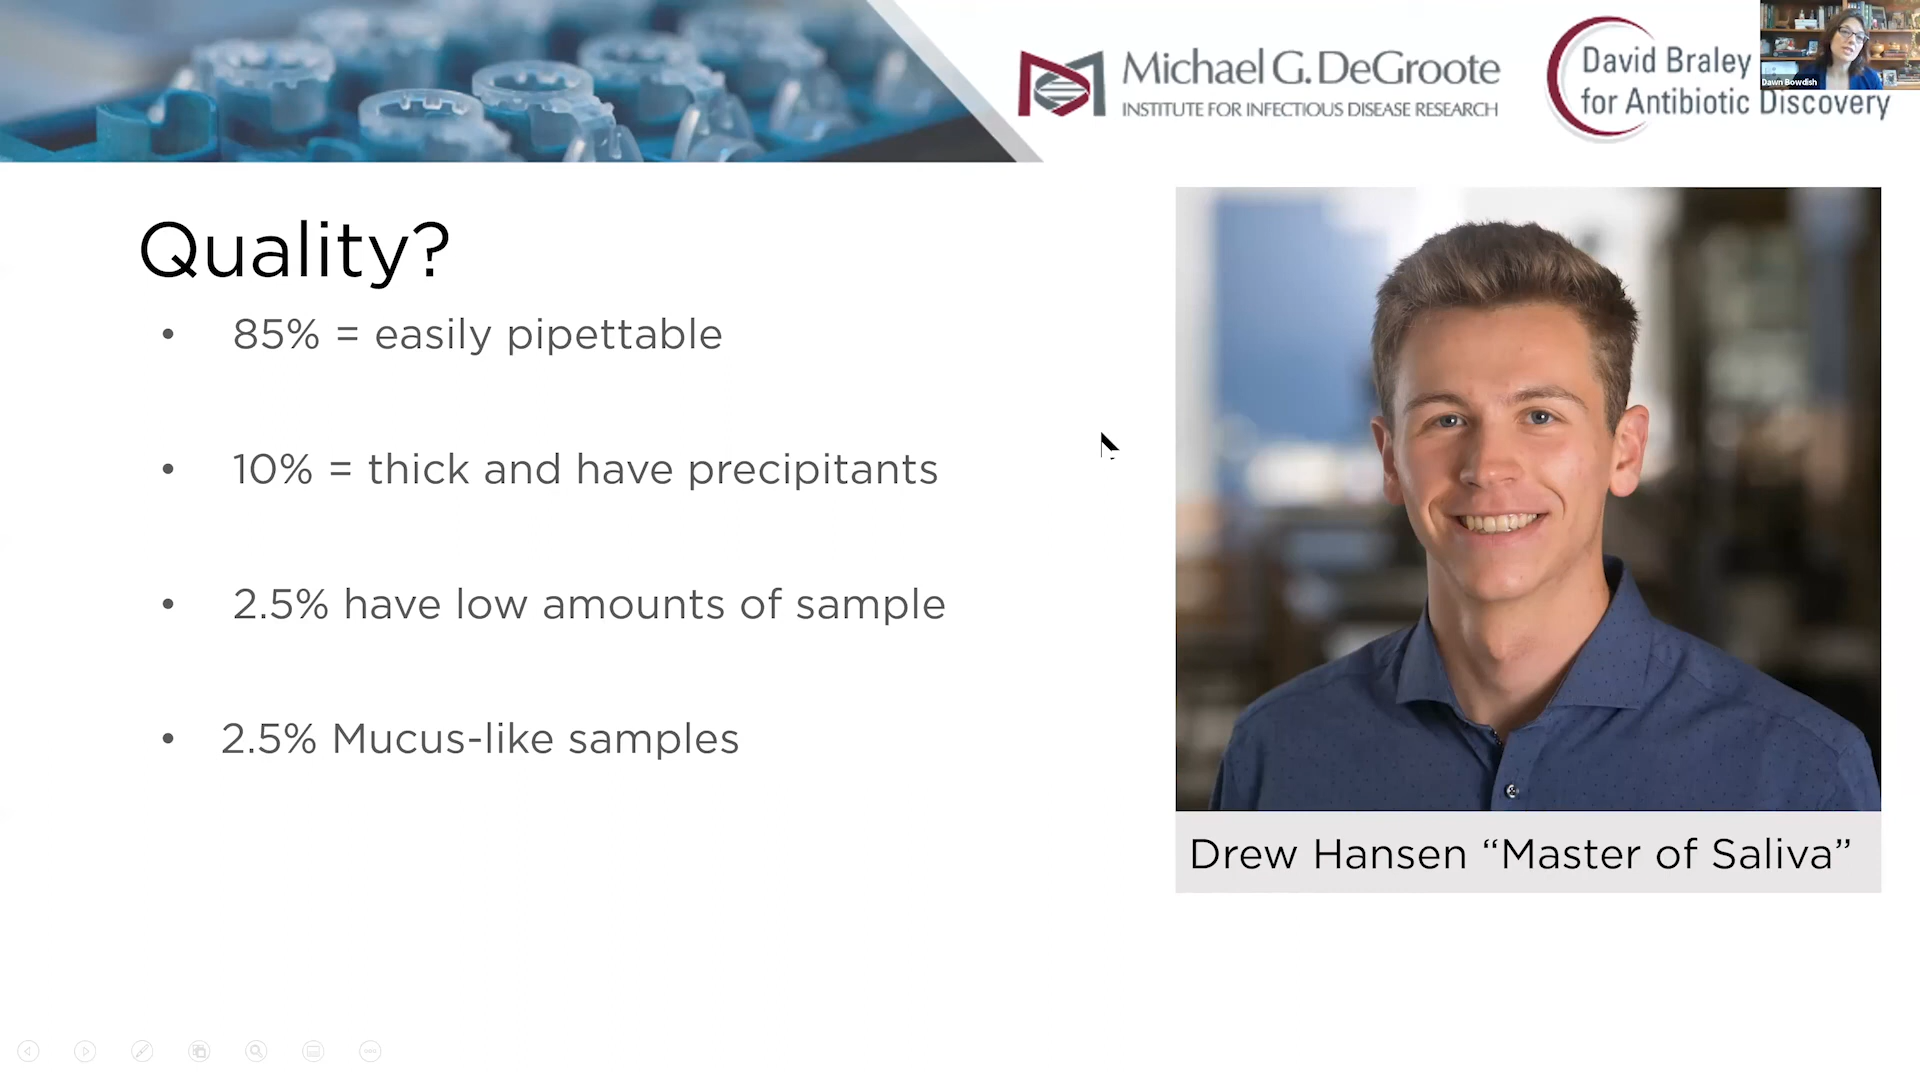 Michael G. DeGroote
INSTITUTE FOR INFECTIOUS DISEASE RESEARCH
David Braley
for Antibiotic Discovery
Dawn Bowdish
Quality?
• 85% = easily pipettable
• 10% = thick and have precipitants
• 2.5% have low amounts of sample
• 2.5% Mucus-like samples
Drew Hansen “Master of Saliva”